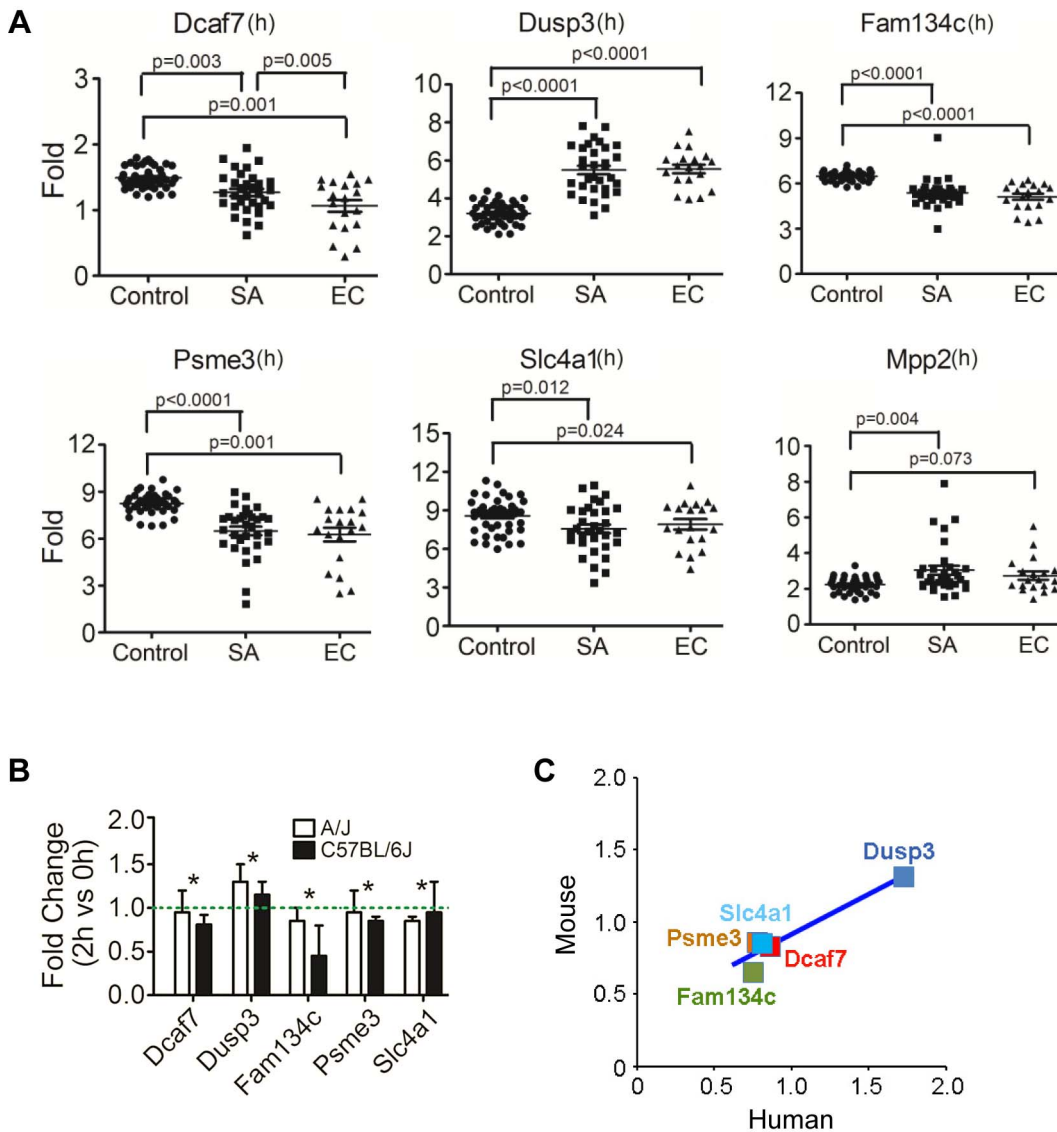 A
Dcaf7(h)
p=0.003
p=0.005
p=0.001
3
2
1
0
Fold
Control
SA
EC
Dusp3(h)
p<0.0001
p<0.0001
10
8
6
4
2
0
Control
SA
EC
Fam134c(h)
p<0.0001
p<0.0001
12
9
6
3
0
Control
SA
EC
Psme3(h)
p<0.0001
p=0.001
12
9
6
3
0
Fold
Control
SA
EC
Slc4a1(h)
p=0.012
p=0.024
15
12
9
6
3
0
Control
SA
EC
Mpp2(h)
p=0.004
p=0.073
10
8
6
4
2
0
Control
SA
EC
B
Fold Change
(2h vs 0h)
2.0
1.5
1.0
0.5
0.0
A/J
C57BL/6J
*
*
*
*
*
Dcaf7
Dusp3
Fam134c
Psme3
Slc4a1
C
Mouse
2.0
1.5
1.0
0.5
0
Dusp3
Slc4a1
Psme3
Dcaf7
Fam134c
0
0.5
1.0
1.5
2.0
Human